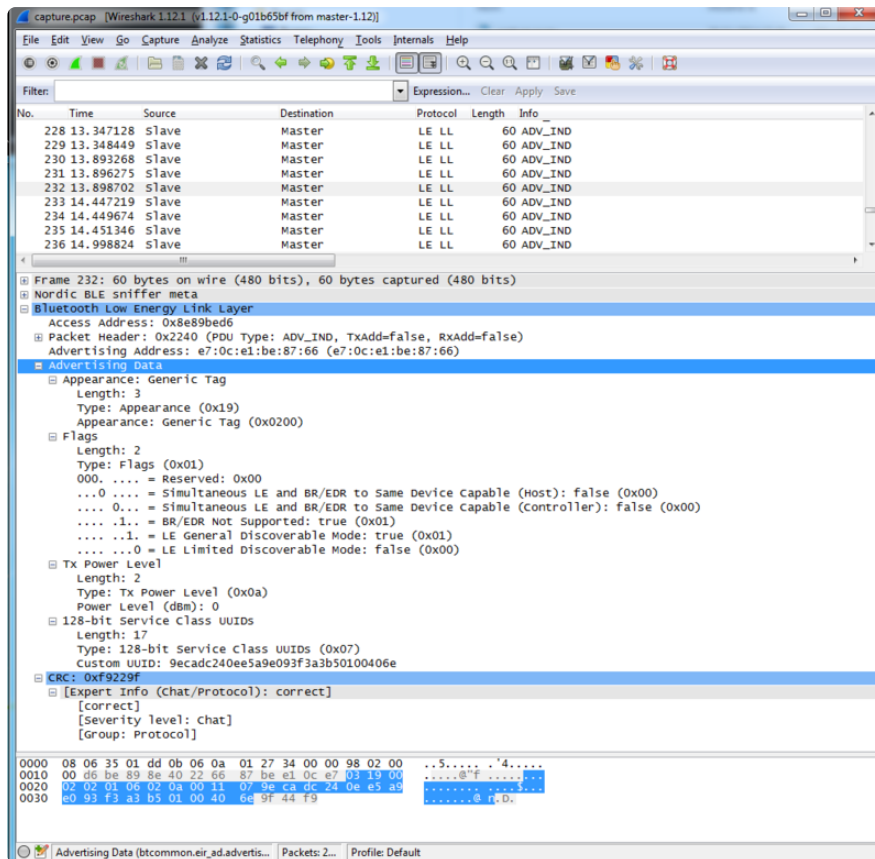 capture.pcap [Wireshark 1.12.1 (v1.12.1-0-g01b65bf from master-1.12)]
File Edit View Go Capture Analyze Statistics Telephony Tools Internals Help
Filter: Expression... Clear Apply Save
No. Time Source Destination Protocol Length Info
228 13.347128 Slave Master LE LL 60 ADV_IND
229 13.348449 Slave Master LE LL 60 ADV_IND
230 13.893268 Slave Master LE LL 60 ADV_IND
231 13.896275 Slave Master LE LL 60 ADV_IND
232 13.898702 Slave Master LE LL 60 ADV_IND
233 14.447219 Slave Master LE LL 60 ADV_IND
234 14.449674 Slave Master LE LL 60 ADV_IND
235 14.451346 Slave Master LE LL 60 ADV_IND
236 14.998824 Slave Master LE LL 60 ADV_IND
Frame 232: 60 bytes on wire (480 bits), 60 bytes captured (480 bits)
Nordic BLE sniffer meta
Bluetooth Low Energy Link Layer
Access Address: 0x8e89bed6
Packet Header: 0x2240 (PDU Type: ADV_IND, TxAdd=false, RxAdd=false)
Advertising Address: e7:0c:e1:be:87:66 (e7:0c:e1:be:87:66)
Advertising Data
Appearance: Generic Tag
Length: 3
Type: Appearance (0x19)
Appearance: Generic Tag (0x0200)
Flags
Length: 2
Type: Flags (0x01)
000. .... = Reserved: 0x00
...0 .... = Simultaneous LE and BR/EDR to Same Device Capable (Host): false (0x00)
.... 0... = Simultaneous LE and BR/EDR to Same Device Capable (Controller): false (0x00)
.... .1.. = BR/EDR Not Supported: true (0x01)
.... ..1. = LE General Discoverable Mode: true (0x01)
.... ...0 = LE Limited Discoverable Mode: false (0x00)
Tx Power Level
Length: 2
Type: Tx Power Level (0x0a)
Power Level (dBm): 0
128-bit Service Class UUIDs
Length: 17
Type: 128-bit Service Class UUIDs (0x07)
Custom UUID: 9ecadc240ee5a9e093f3a3b50100406e
CRC: 0xf9229f
[Expert Info (Chat/Protocol): correct]
[correct]
[Severity level: Chat]
[Group: Protocol]
0000 08 06 35 01 dd 0b 06 0a 01 27 34 00 00 98 02 00 ..5..... .'4.....
0010 00 d6 be 89 8e 40 22 66 87 be e1 0c e7 03 19 00 .....@"f ........
0020 02 02 01 06 02 0a 00 11 07 9e ca dc 24 0e e5 a9 ........ ....$...
0030 e0 93 f3 a3 b5 01 00 40 6e 9f 44 f9 .......@ n.D.
Advertising Data (btcommon.eir_ad.advertis... Packets: 2... Profile: Default